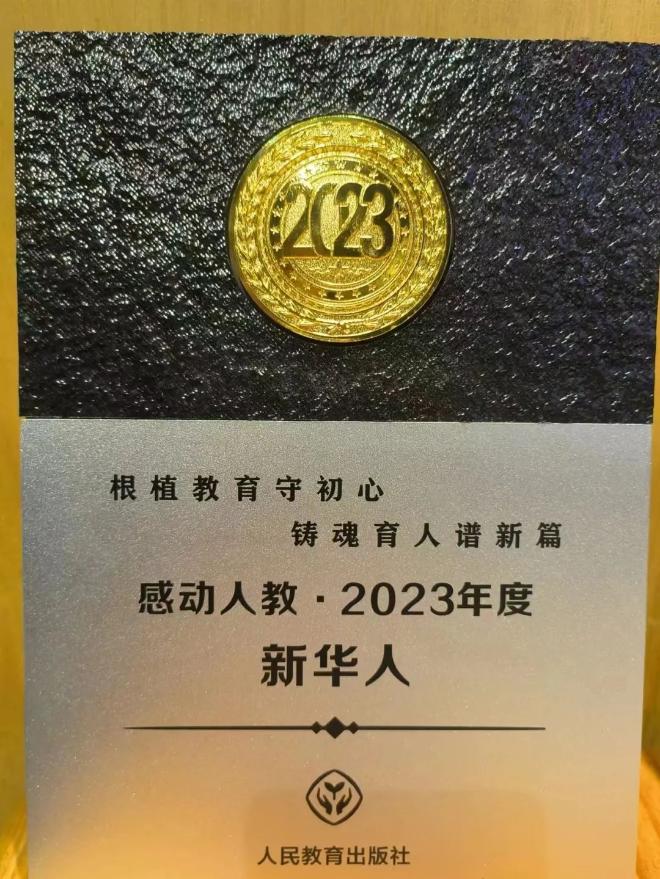 2023
根植教育守初心
铸魂育人谱新篇
感动人教·2023年度
新华人
人民教育出版社